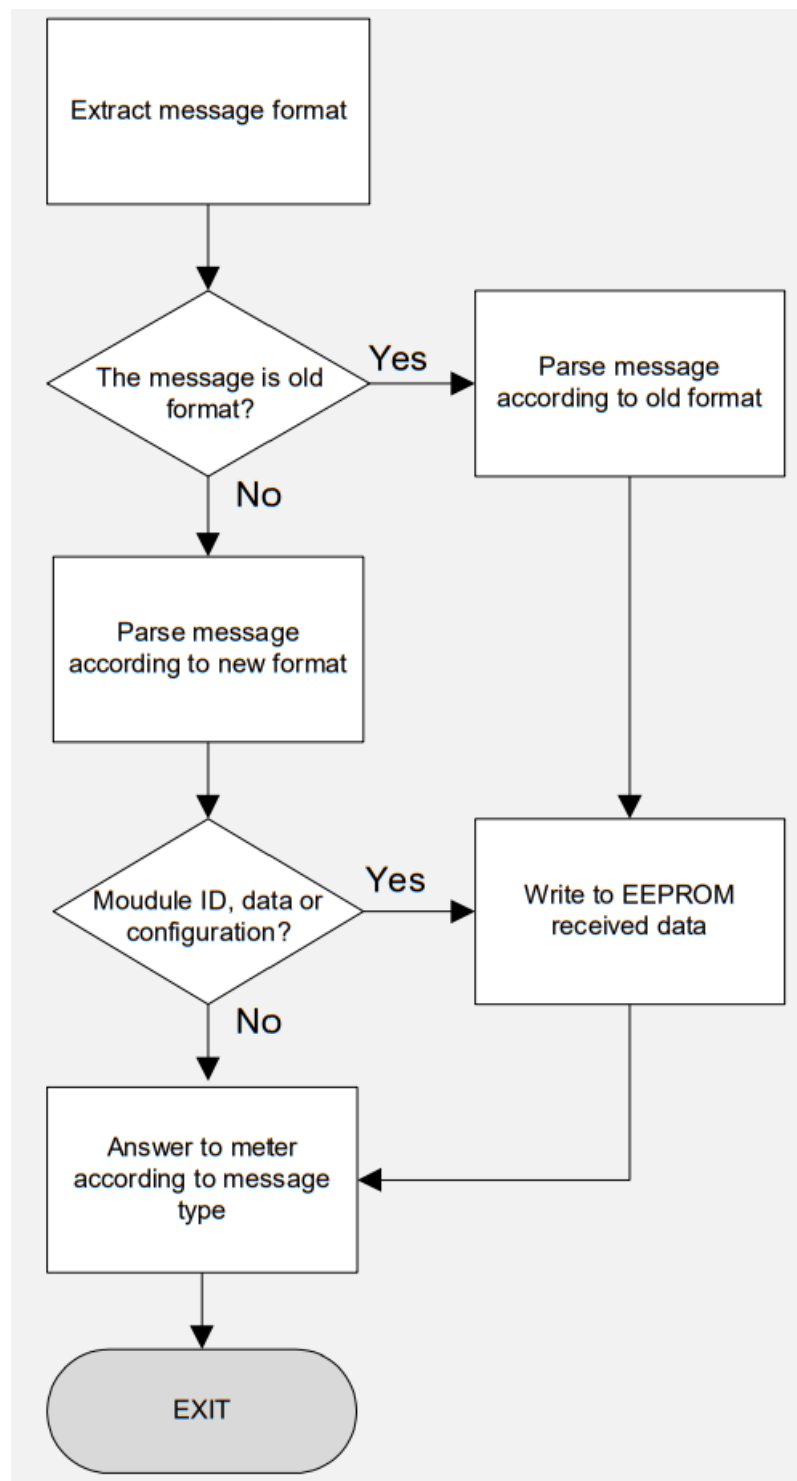 Extract message format
The message is old
format?
Yes
Parse message
according to old format
No
Parse message
according to new format
Moudule ID, data or
configuration?
Yes
Write to EEPROM
received data
No
Answer to meter
according to message
type
EXIT